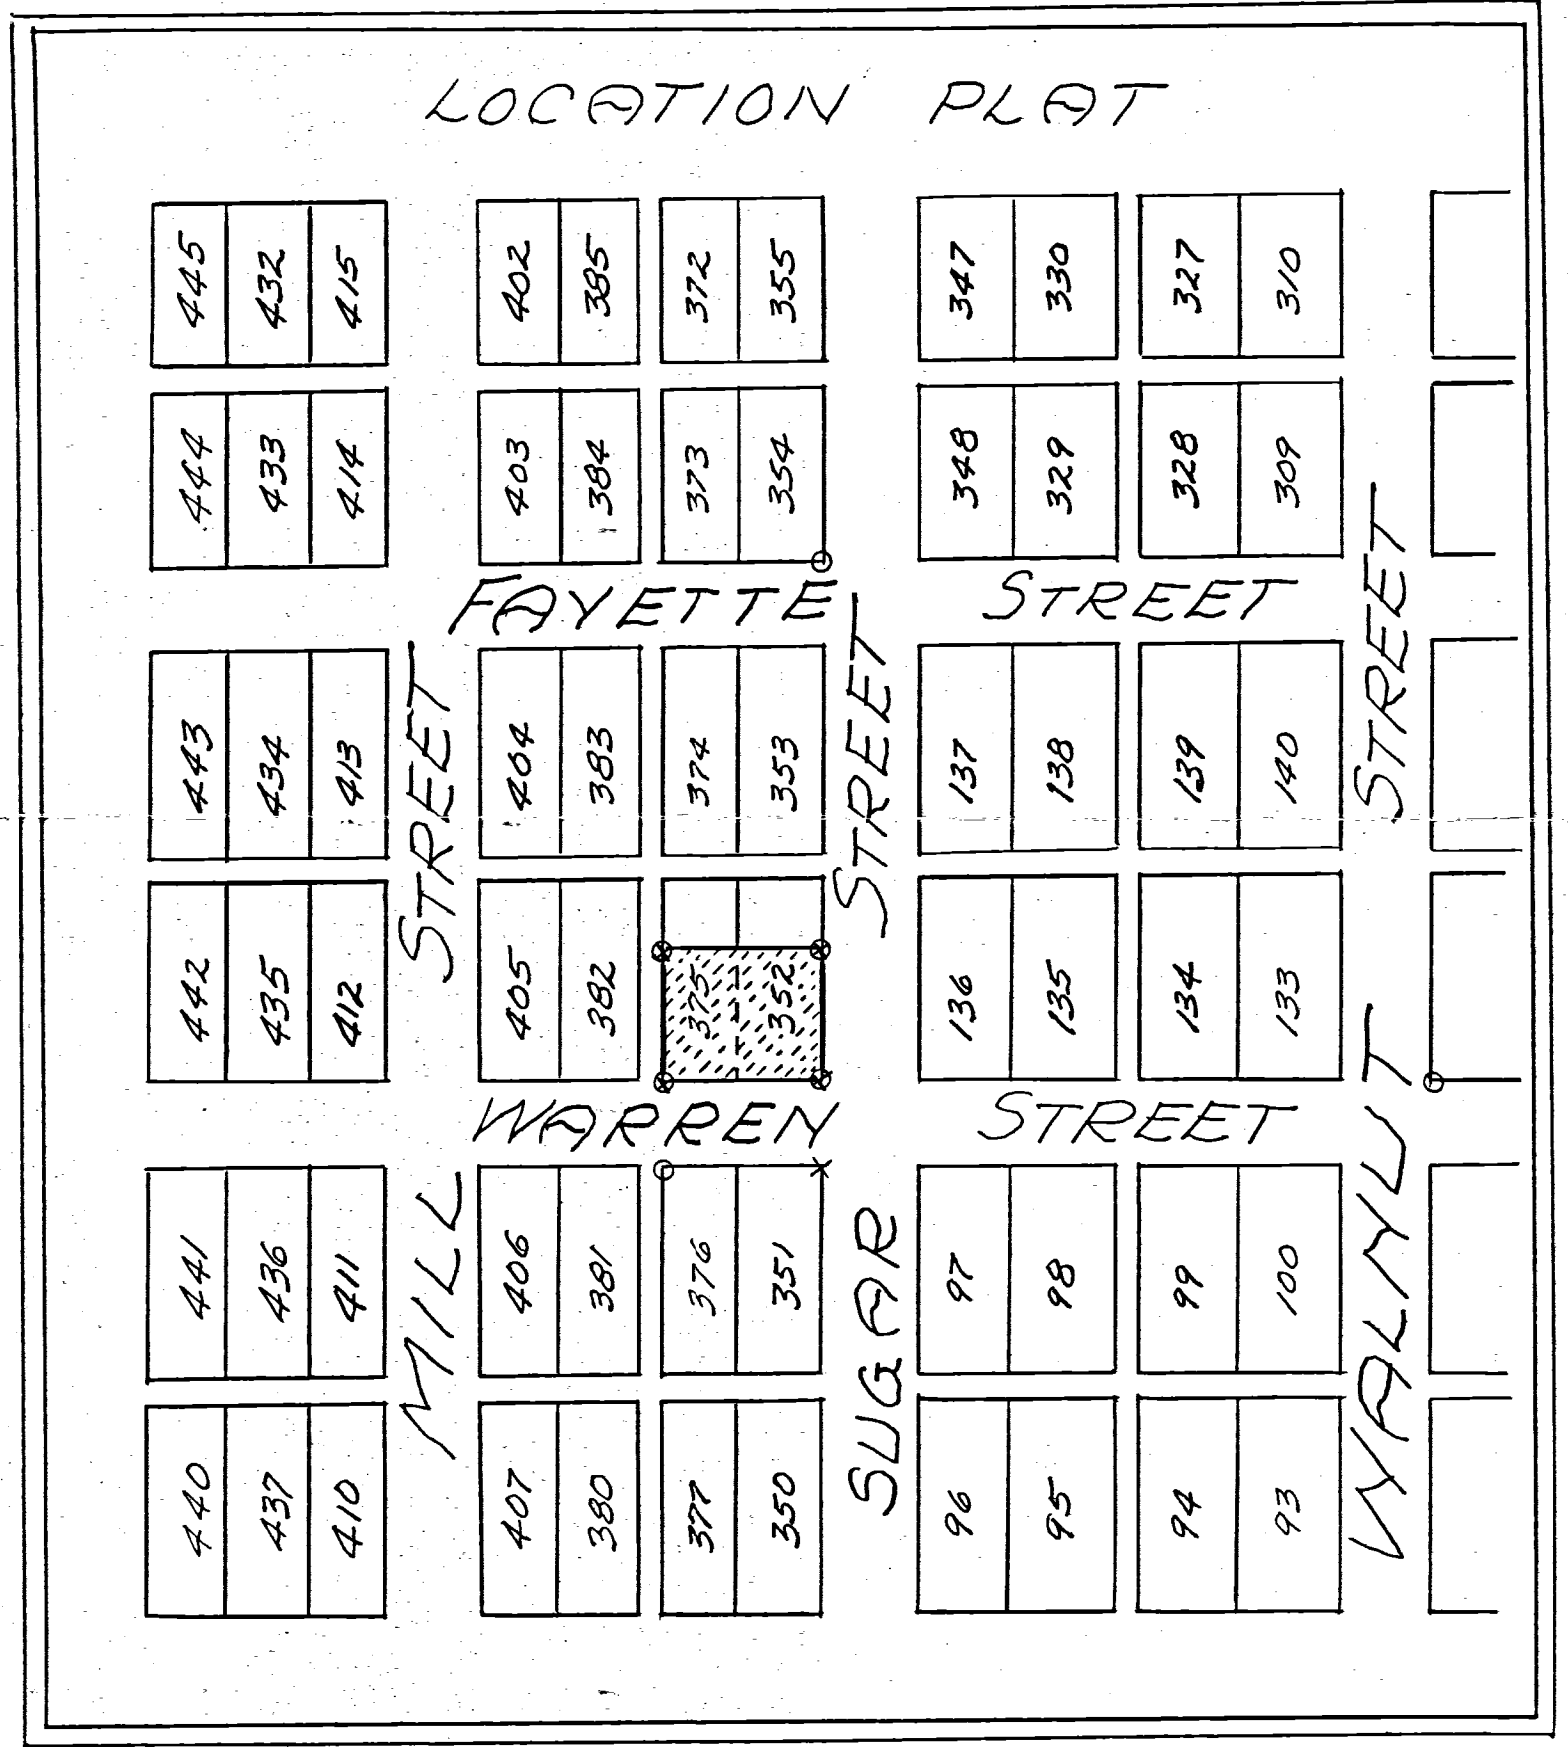 LOCATION PLAT
445 432 415 402 385 372 355 347 330 327 310
444 433 414 403 384 373 354 348 329 328 309
FAYETTE STREET
443 434 413 404 383 374 353 137 138 139 140
442 435 412 405 382 375 352 136 135 134 133
WARREN STREET
441 436 411 406 381 376 351 97 98 99 100
440 437 410 407 380 377 350 96 95 94 93
MILL STREET
SUGAR STREET
WALNUT STREET